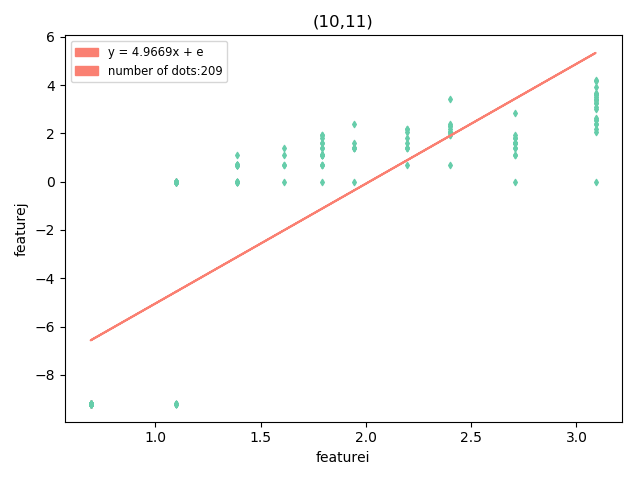 (10,11)
y = 4.9669x + e
number of dots:209
6
4
2
0
−2
−4
−6
−8
featurej
1.0 1.5 2.0 2.5 3.0
featurei